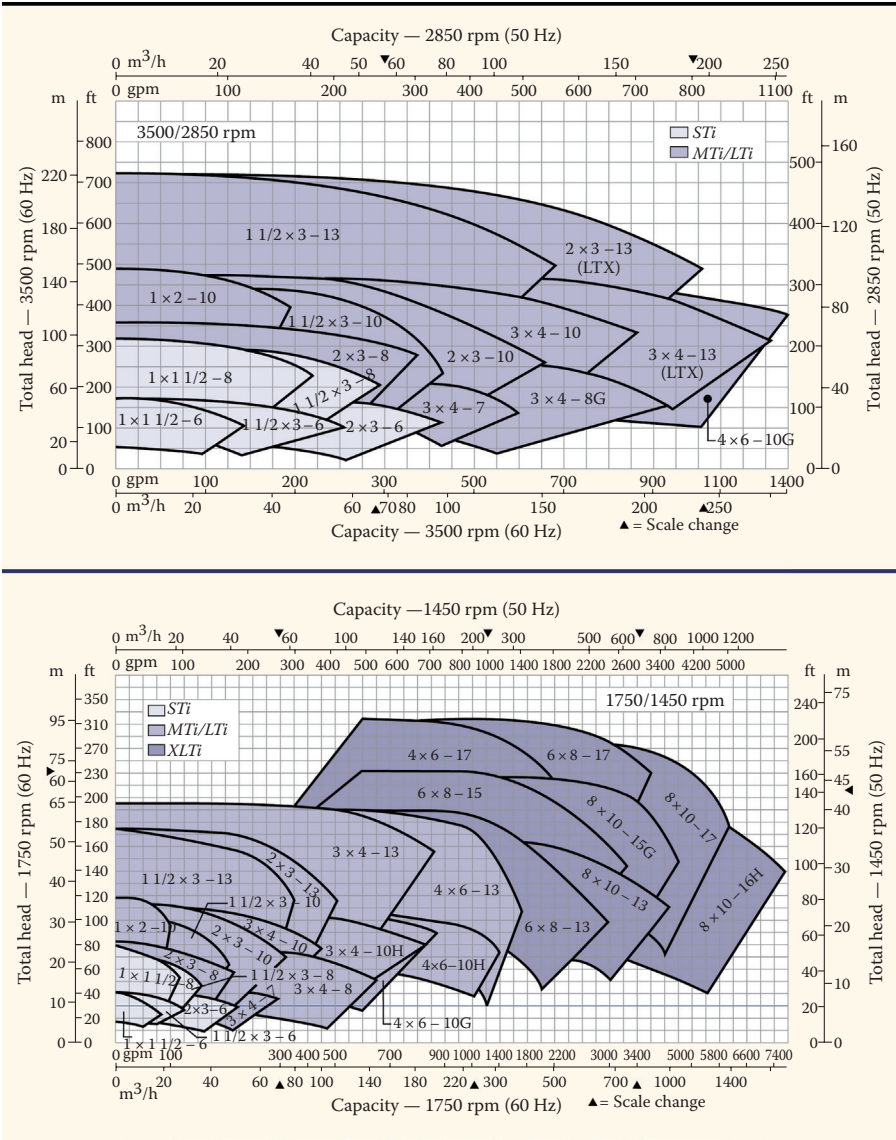 Capacity — 2850 rpm (50 Hz)
0 m3/h 20 40 50 ▼60 80 100 150 ▼200 250
0 gpm 100 200 300 400 500 600 700 800 1100
m ft ft m
3500/2850 rpm
STi
MTi/LTi
Total head — 3500 rpm (60 Hz)
220
180
140
100
60
20
0
800
700
600
500
400
300
200
100
0
500
400
300
200
100
0
160
120
80
40
0
Total head — 2850 rpm (50 Hz)
1 1/2 × 3 – 13
2 × 3 – 13
(LTX)
1 × 2 – 10
1 1/2 × 3 – 10
3 × 4 – 10
2 × 3 – 8
2 × 3 – 10
3 × 4 – 13
(LTX)
1 × 1 1/2 – 8
1 1/2 × 3 – 8
3 × 4 – 7
3 × 4 – 8G
1 × 1 1/2 – 6
1 1/2 × 3 – 6
2 × 3 – 6
4 × 6 – 10G
0 gpm 100 200 300 500 700 900 1100 1400
0 m3/h 20 40 60 ▲70 80 100 150 200 ▲250
Capacity — 3500 rpm (60 Hz)
▲ = Scale change
Capacity —1450 rpm (50 Hz)
0 m3/h 20 40 ▼60 100 140 160 200▼ 300 500 600▼ 800 1000 1200
0 gpm 100 200 300 400 500 600 700 800 1000 1400 1800 2200 2600 3400 4200 5000
m ft ft m
STi
MTi/LTi
XLTi
1750/1450 rpm
Total head — 1750 rpm (60 Hz)
95
75
▶
60
65
50
40
30
20
10
0
350
310
270
230
200
180
160
140
120
100
80
60
40
20
0
240
200
160
140
120
100
80
60
40
20
0
75
55
45
◀
40
30
20
10
0
Total head — 1450 rpm (50 Hz)
4 × 6 – 17
6 × 8 – 17
6 × 8 – 15
8 × 10 – 15G
8 × 10 – 17
3 × 4 – 13
2 × 3 – 13
1 1/2 × 3 – 13
4 × 6 – 13
8 × 10 – 13
8 × 10 – 16H
1 1/2 × 3 – 10
1 × 2 – 10
3 × 4 – 10
2 × 3 – 10
3 × 4 – 10H
6 × 8 – 13
2 × 3 – 8
4×6–10H
1 × 1 1/2–8
1 1/2 × 3 – 8
3 × 4 – 8
2×3–6
3 × 4 – 7
4 × 6 – 10G
1 1/2 × 3 – 6
1 × 1 1/2 – 6
0 gpm 100 300 400 500 700 900 1000 1400 1800 2200 3000 3400 5000 5800 6600 7400
0 20 40 60 ▲80 100 140 180 220 ▲300 500 700 ▲ 1000 1400
m3/h
Capacity — 1750 rpm (60 Hz)
▲= Scale change